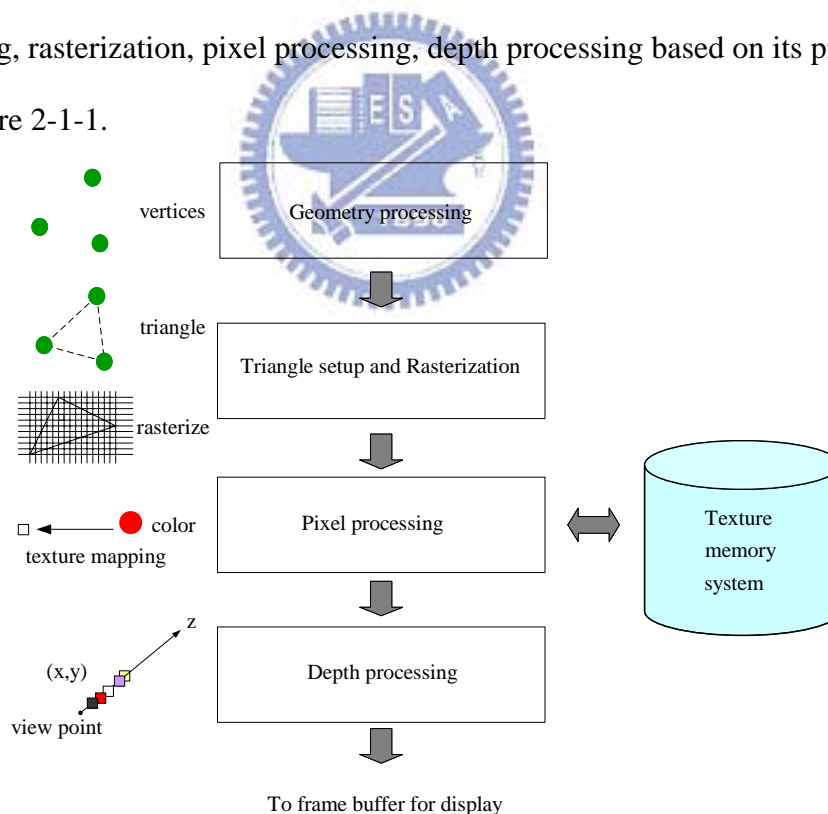 g, rasterization, pixel processing, depth processing based on its p
re 2-1-1.
vertices
Geometry processing
triangle
Triangle setup and Rasterization
rasterize
color
texture mapping
Pixel processing
Texture
memory
system
z
(x,y)
view point
Depth processing
To frame buffer for display
E S A